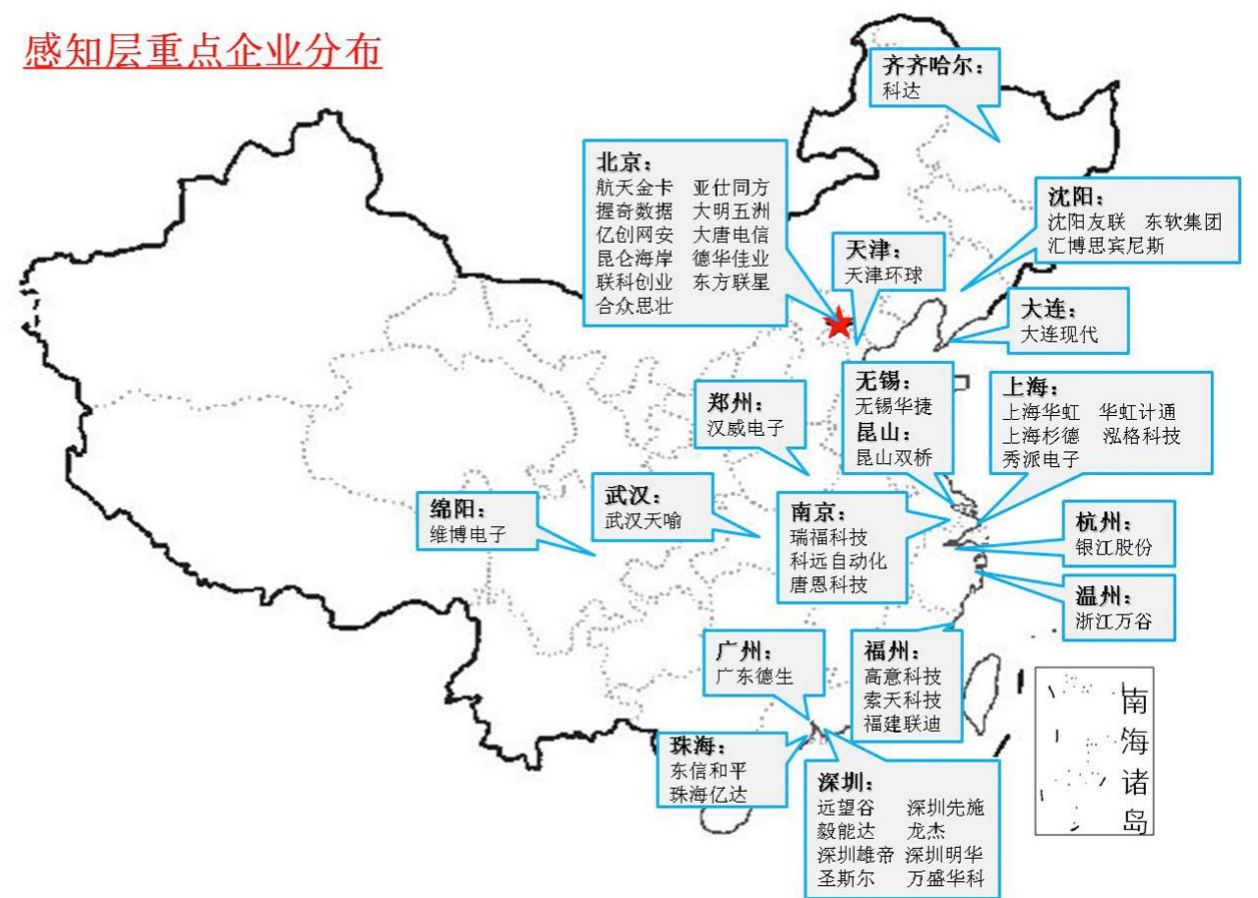 感知层重点企业分布
齐齐哈尔：
科达
北京：
航天金卡 亚仕同方
握奇数据 大明五洲
亿创网安 大唐电信
昆仑海岸 德华佳业
联科创业 东方联星
合众思壮
沈阳：
沈阳友联 东软集团
汇博思宾尼斯
天津：
天津环球
大连：
大连现代
郑州：
汉威电子
无锡：
无锡华捷
昆山：
昆山双桥
上海：
上海华虹 华虹计通
上海杉德 泓格科技
秀派电子
绵阳：
维博电子
武汉：
武汉天喻
南京：
瑞福科技
科远自动化
唐恩科技
杭州：
银江股份
温州：
浙江万谷
广州：
广东德生
福州：
高意科技
索天科技
福建联迪
珠海：
东信和平
珠海亿达
深圳：
远望谷 深圳先施
毅能达 龙杰
深圳雄帝 深圳明华
圣斯尔 万盛华科
南
海
诸
岛